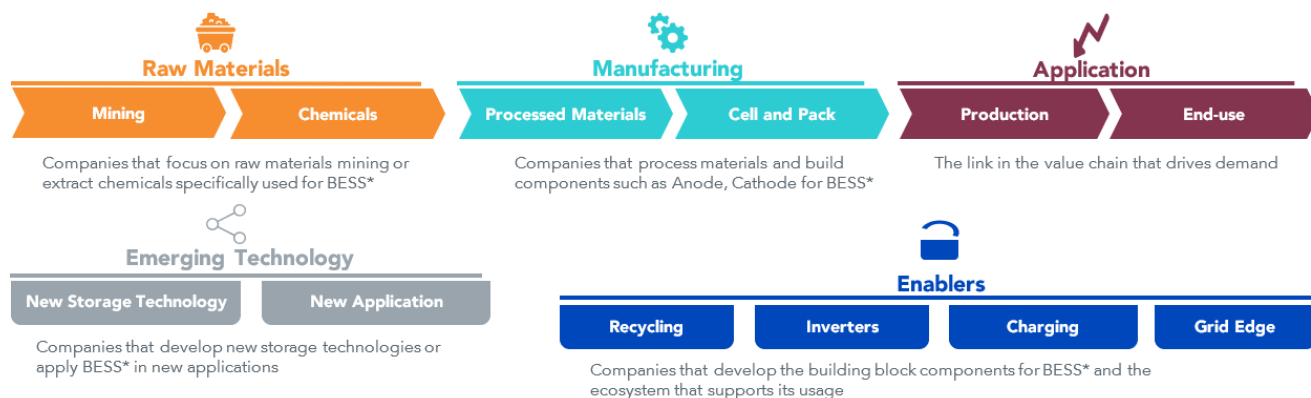 Raw Materials
Manufacturing
Application
Mining
Chemicals
Processed Materials
Cell and Pack
Production
End-use
Companies that focus on raw materials mining or
extract chemicals specifically used for BESS*
Companies that process materials and build
components such as Anode, Cathode for BESS*
The link in the value chain that drives demand
Emerging Technology
New Storage Technology
New Application
Companies that develop new storage technologies or
apply BESS* in new applications
Enablers
Recycling
Inverters
Charging
Grid Edge
Companies that develop the building block components for BESS* and the
ecosystem that supports its usage